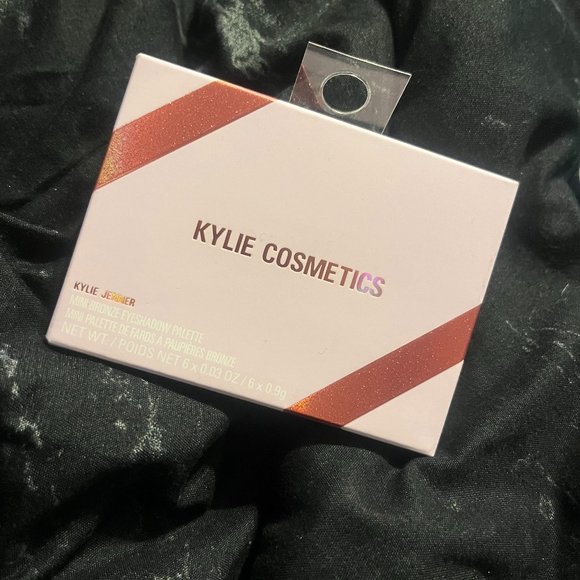 KYLIE COSMETICS
KYLIE JENNER
MINI BRONZE EYESHADOW PALETTE
MINI PALETTE DE FARDS À PAUPIÈRES BRONZE
NET WT. / POIDS NET 6 x 0.03 OZ / 6 x 0.9g